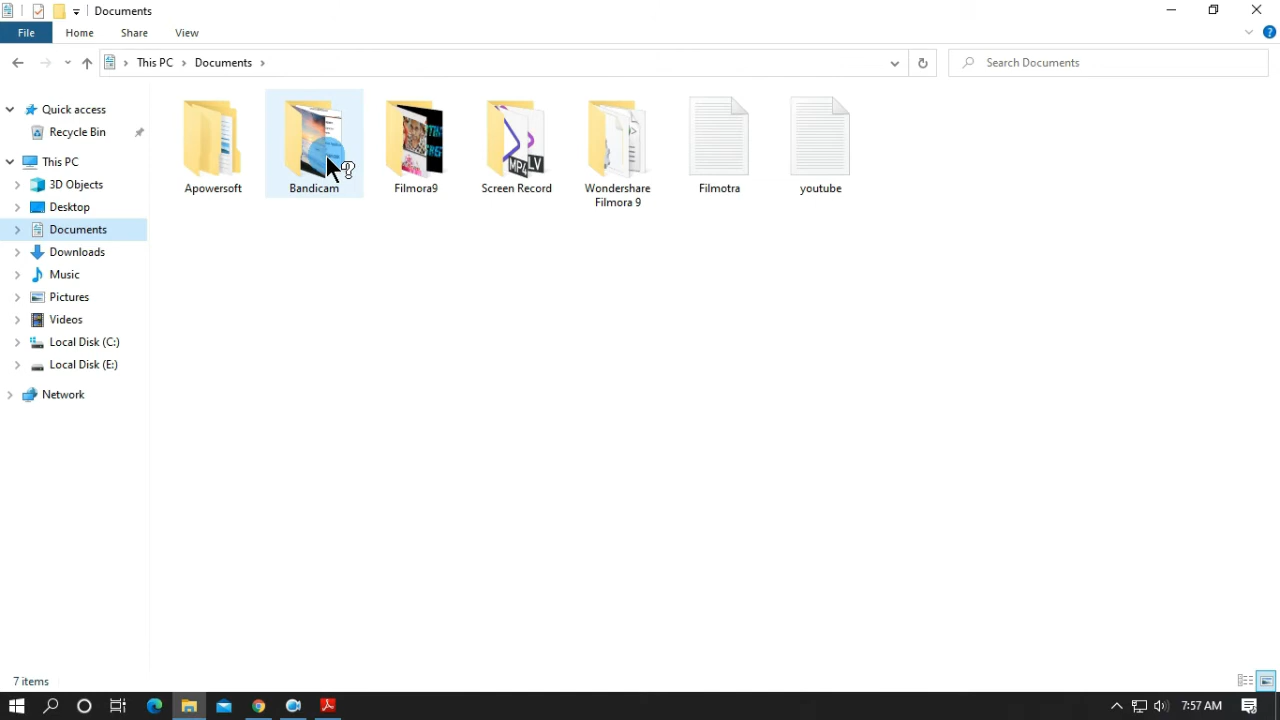 Documents
File Home Share View
This PC Documents Search Documents
Quick access
Recycle Bin
This PC
3D Objects
Desktop
Documents
Downloads
Music
Pictures
Videos
Local Disk (C:)
Local Disk (E:)
Network
Apowersoft Bandicam Filmora9 Screen Record Wondershare Filmotra youtube
Filmora 9
MP4 LV
7 items
7:57 AM